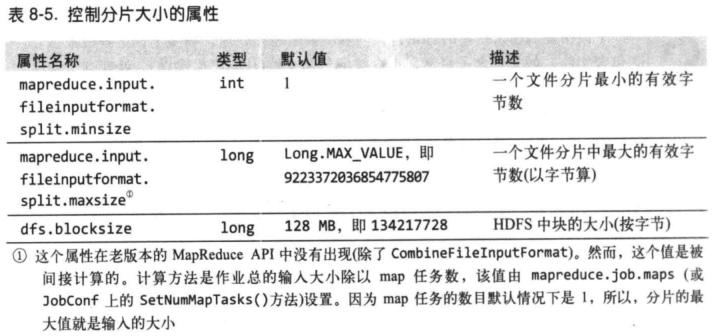 表 8-5. 控制分片大小的属性
属性名称 类型 默认值 描述
mapreduce.input. int 1 一个文件分片最小的有效字
fileinputformat. 节数
split.minsize
mapreduce.input. long Long.MAX_VALUE, 即 一个文件分片中最大的有效字
fileinputformat. 9223372036854775807 节数(以字节算)
split.maxsize①
dfs.blocksize long 128 MB, 即 134217728 HDFS 中块的大小(按字节)
① 这个属性在老版本的 MapReduce API 中没有出现(除了 CombineFileInputFormat)。然而，这个值是被
间接计算的。计算方法是作业总的输入大小除以 map 任务数，该值由 mapreduce.job.maps (或
JobConf 上的 SetNumMapTasks()方法)设置。因为 map 任务的数目默认情况下是 1，所以，分片的最
大值就是输入的大小